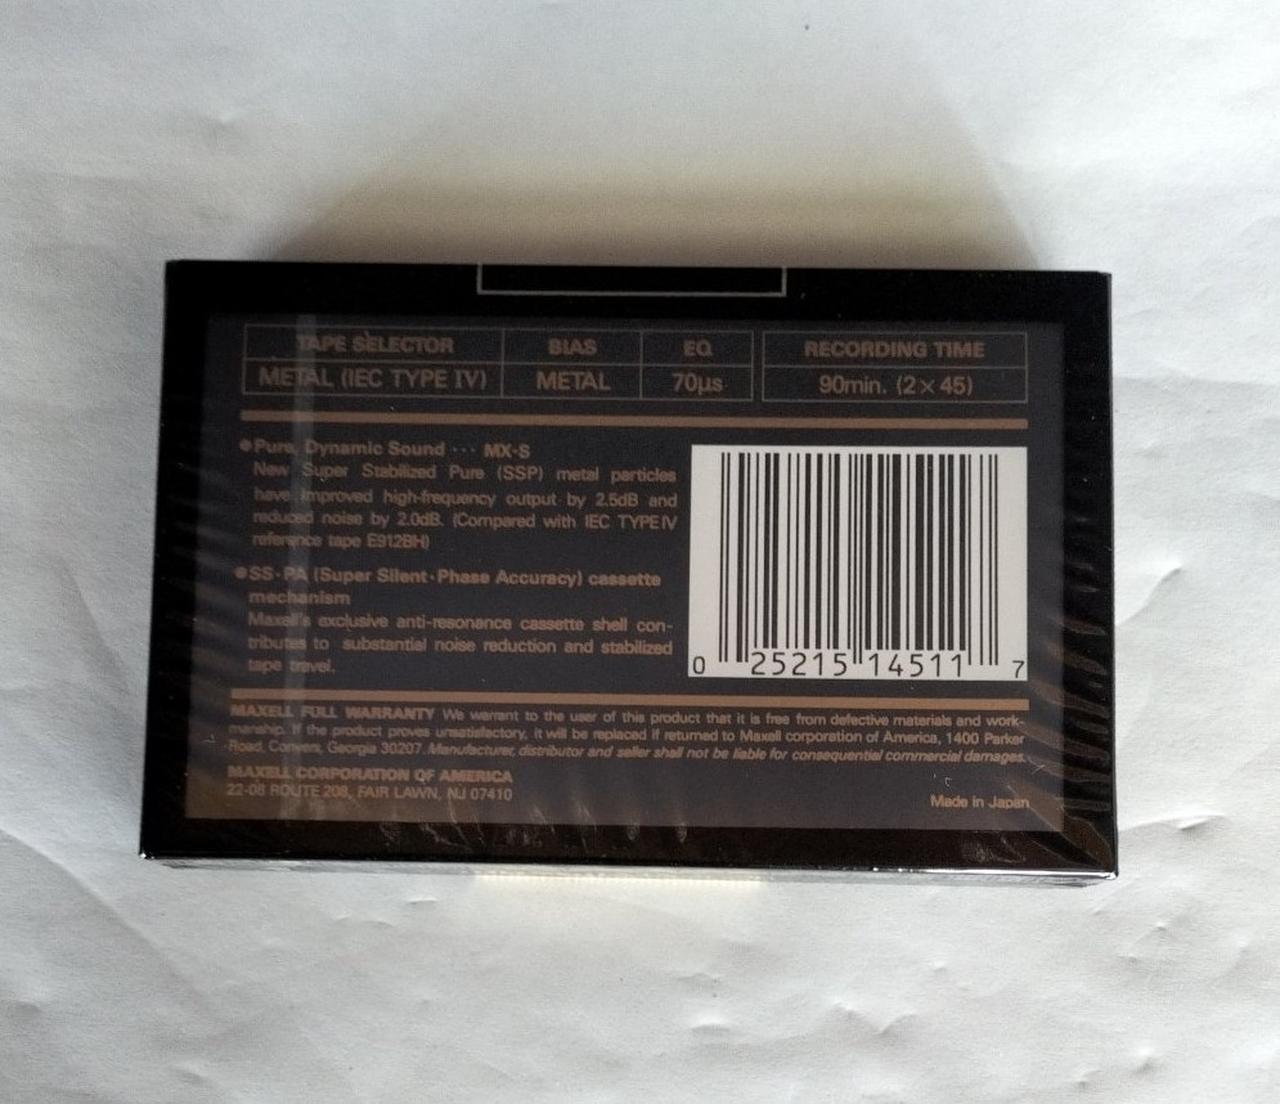 TAPE SELECTOR BIAS EQ RECORDING TIME
METAL (IEC TYPE IV) METAL 70µs 90min. (2×45)
●Pure, Dynamic Sound ··· MX-S
New Super Stabilized Pure (SSP) metal particles
have improved high-frequency output by 2.5dB and
reduced noise by 2.0dB. (Compared with IEC TYPE IV
reference tape E912BH)
●SS·PA (Super Silent·Phase Accuracy) cassette
mechanism
Maxell's exclusive anti-resonance cassette shell con-
tributes to substantial noise reduction and stabilized
tape travel.
0 25215 14511 7
MAXELL FULL WARRANTY We warrant to the user of this product that it is free from defective materials and work-
manship. If the product proves unsatisfactory, it will be replaced if returned to Maxell corporation of America, 1400 Parker
Road, Conyers, Georgia 30207. Manufacturer, distributor and seller shall not be liable for consequential commercial damages.
MAXELL CORPORATION OF AMERICA
22-08 ROUTE 208, FAIR LAWN, NJ 07410
Made in Japan